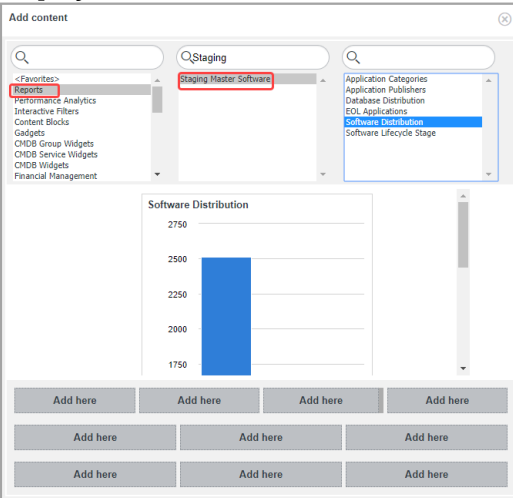 Add content
Staging
<Favorites>
Reports
Performance Analytics
Interactive Filters
Content Blocks
Gadgets
CMDB Group Widgets
CMDB Service Widgets
CMDB Widgets
Financial Management
Staging Master Software
Application Categories
Application Publishers
Database Distribution
EOL Applications
Software Distribution
Software Lifecycle Stage
Software Distribution
2750
2500
2250
2000
1750
Add here Add here Add here Add here
Add here Add here Add here
Add here Add here Add here